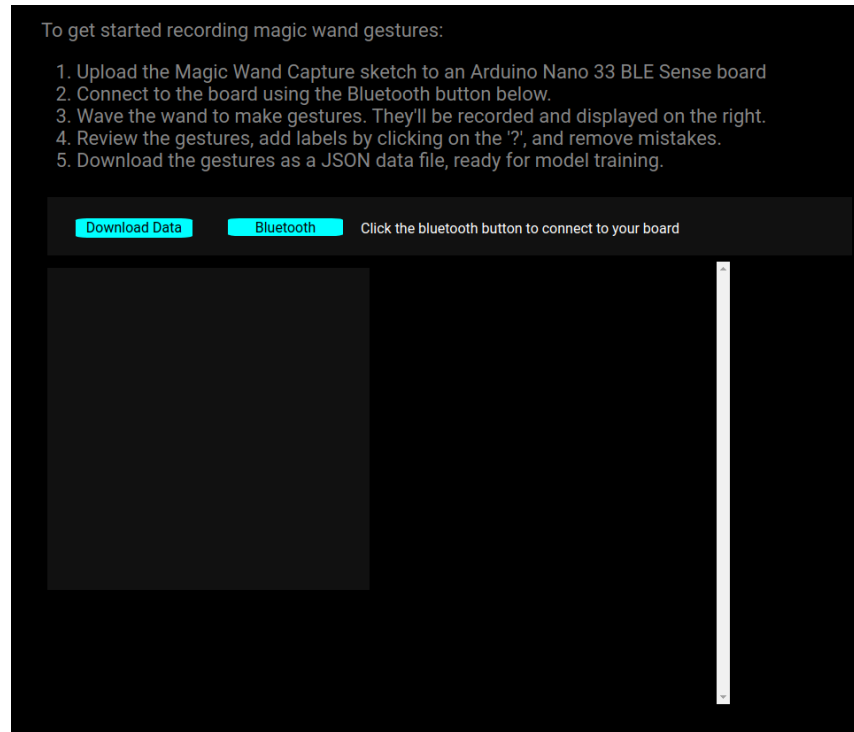 To get started recording magic wand gestures:
1. Upload the Magic Wand Capture sketch to an Arduino Nano 33 BLE Sense board
2. Connect to the board using the Bluetooth button below.
3. Wave the wand to make gestures. They'll be recorded and displayed on the right.
4. Review the gestures, add labels by clicking on the '?', and remove mistakes.
5. Download the gestures as a JSON data file, ready for model training.
Download Data Bluetooth Click the bluetooth button to connect to your board